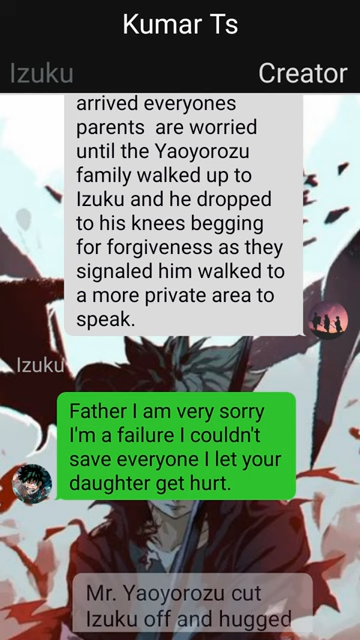 Kumar Ts
Izuku
Creator
arrived everyones
parents are worried
until the Yaoyorozu
family walked up to
Izuku and he dropped
to his knees begging
for forgiveness as they
signaled him walked to
a more private area to
speak.
Izuku
Father I am very sorry
I'm a failure I couldn't
save everyone I let your
daughter get hurt.
Mr. Yaoyorozu cut
Izuku off and hugged